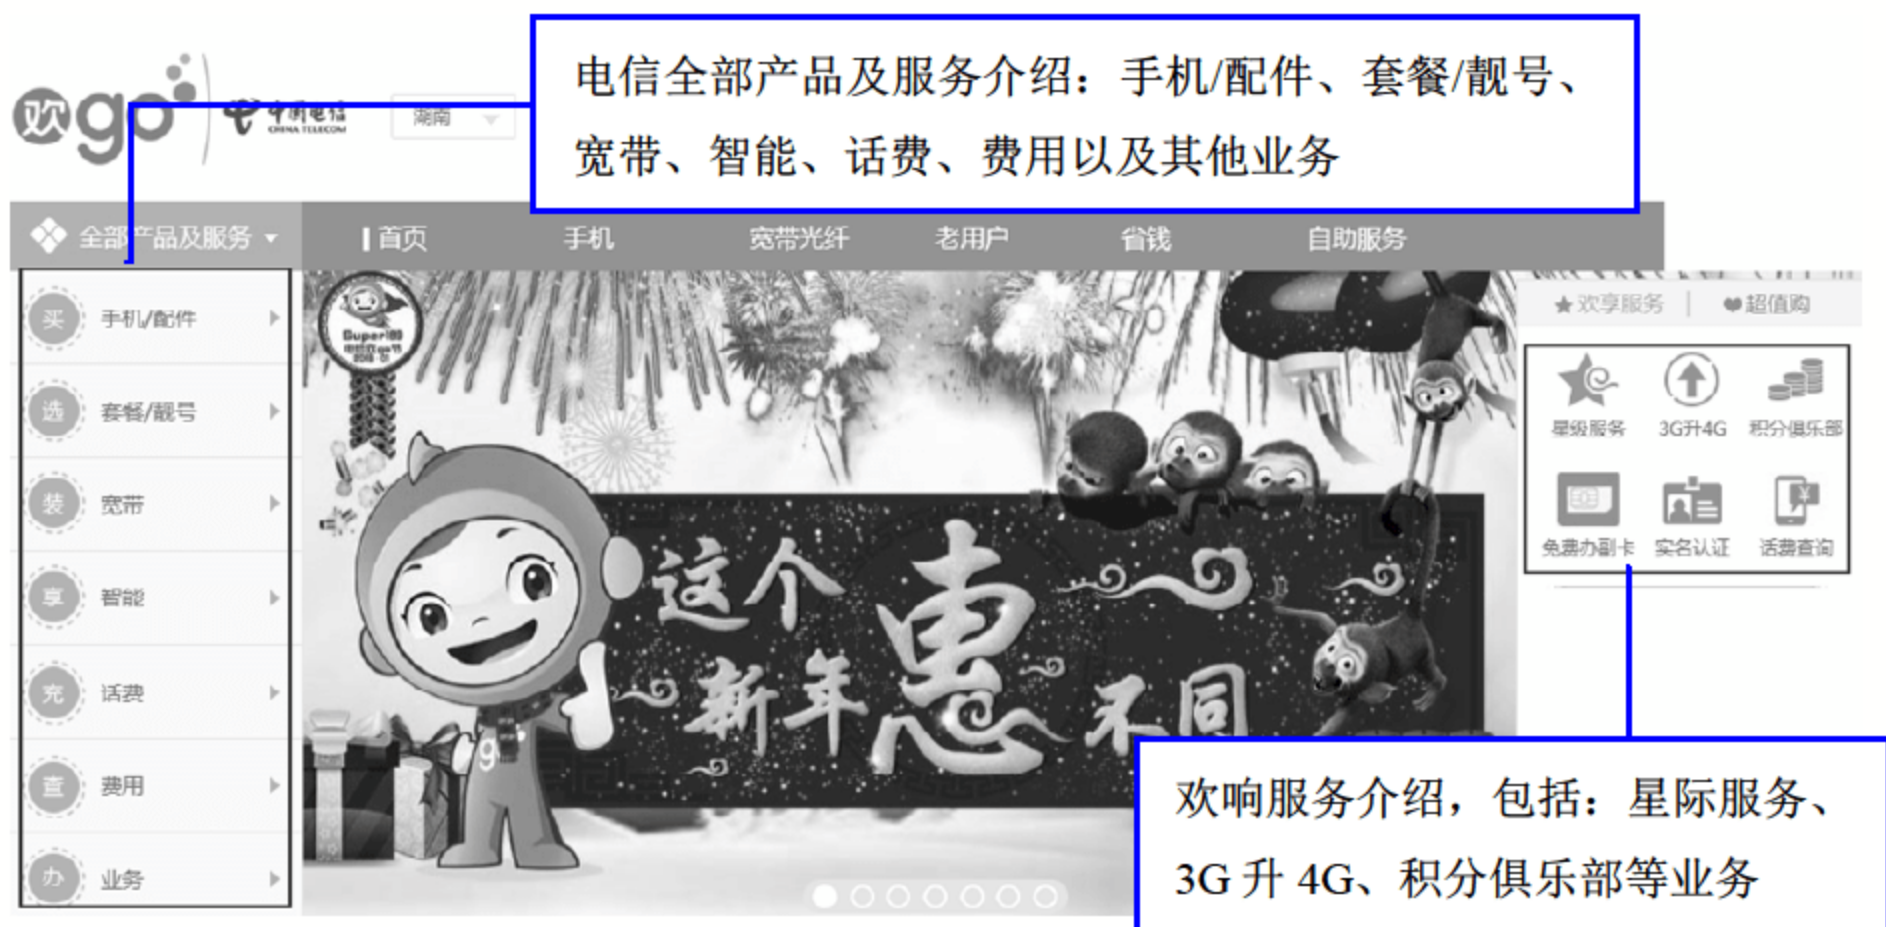 电信全部产品及服务介绍：手机/配件、套餐/靓号、
宽带、智能、话费、费用以及其他业务
欢go
中国电信
CHINA TELECOM
湖南
全部产品及服务
首页
手机
宽带光纤
老用户
省钱
自助服务
买 手机/配件
选 套餐/靓号
装 宽带
享 智能
充 话费
查 费用
办 业务
这个
新年
惠
不同
g
欢享服务
超值购
星级服务
3G升4G
积分俱乐部
免费办副卡
实名认证
话费查询
欢响服务介绍，包括：星际服务、
3G 升 4G、积分俱乐部等业务